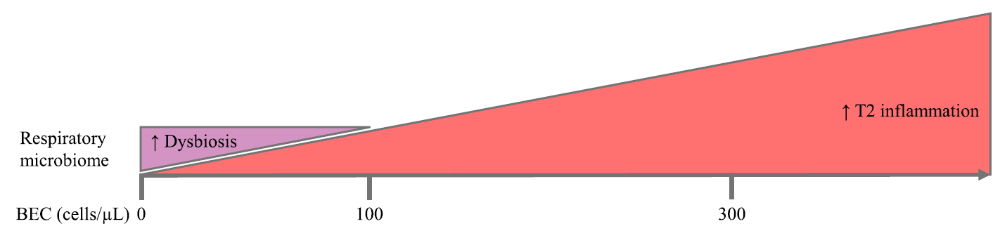 ↑ T2 inflammation
Respiratory
microbiome
↑ Dysbiosis
BEC (cells/μL) 0 100 300